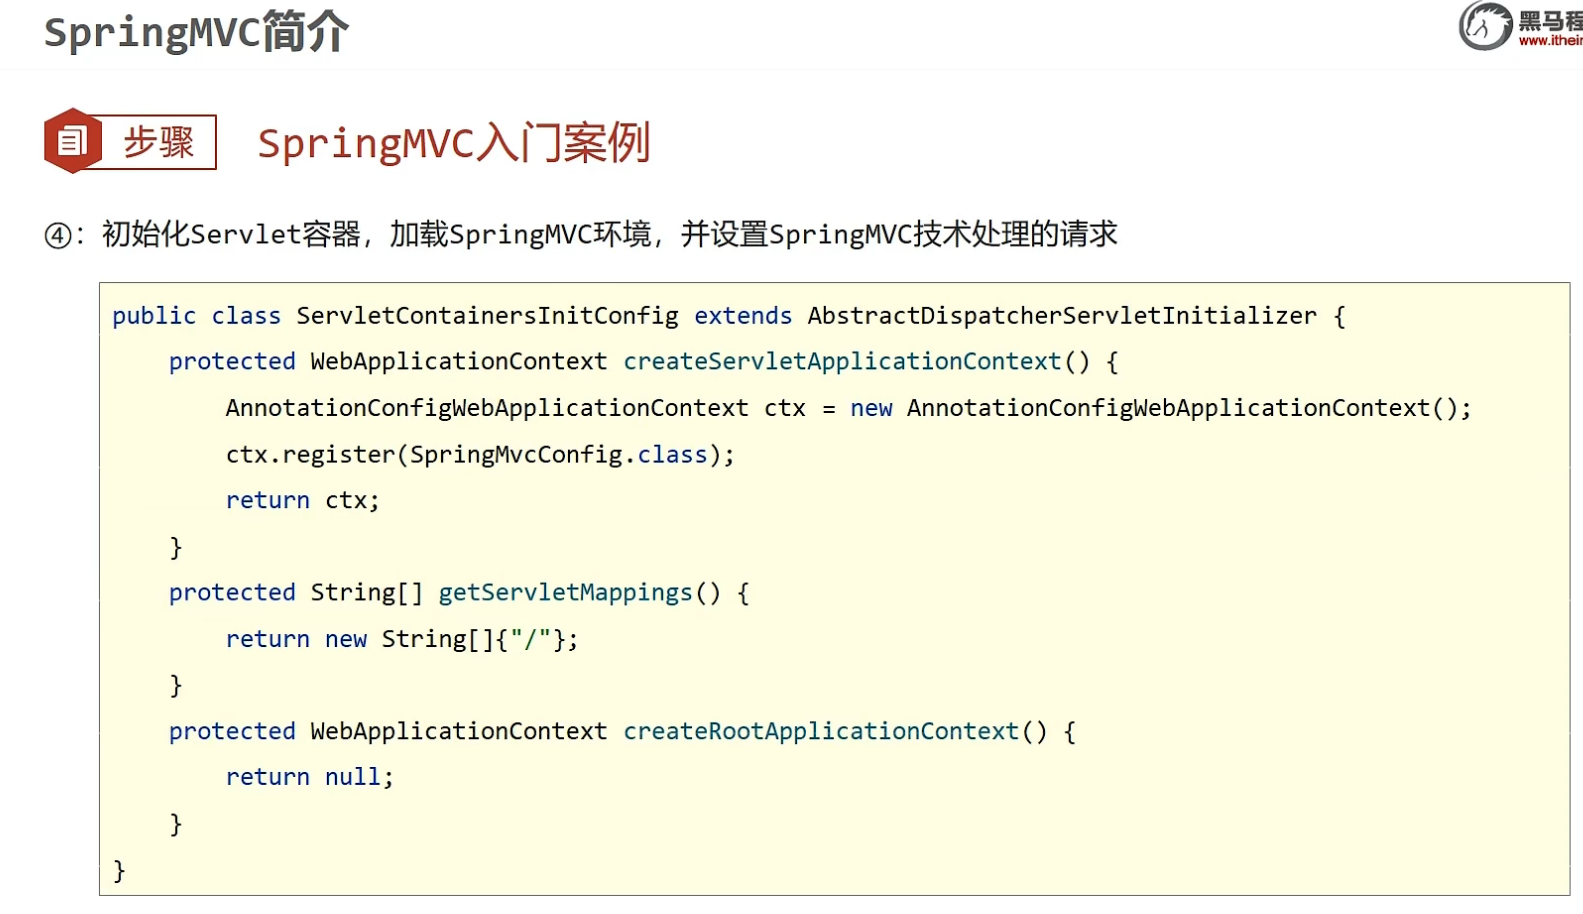 SpringMVC简介
黑马程
www.itheir
步骤
SpringMVC入门案例
④：初始化Servlet容器，加载SpringMVC环境，并设置SpringMVC技术处理的请求
public class ServletContainersInitConfig extends AbstractDispatcherServletInitializer {
    protected WebApplicationContext createServletApplicationContext() {
        AnnotationConfigWebApplicationContext ctx = new AnnotationConfigWebApplicationContext();
        ctx.register(SpringMvcConfig.class);
        return ctx;
    }
    protected String[] getServletMappings() {
        return new String[]{"/"};
    }
    protected WebApplicationContext createRootApplicationContext() {
        return null;
    }
}